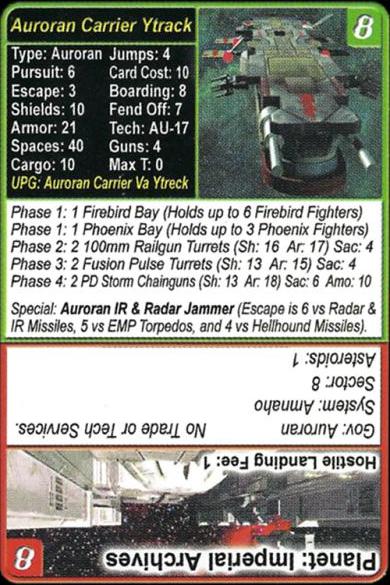 Auroran Carrier Ytrack
8
Type: Auroran Jumps: 4
Pursuit: 6 Card Cost: 10
Escape: 3 Boarding: 8
Shields: 10 Fend Off: 7
Armor: 21 Tech: AU-17
Spaces: 40 Guns: 4
Cargo: 10 Max T: 0
UPG: Auroran Carrier Va Ytreck
Phase 1: 1 Firebird Bay (Holds up to 6 Firebird Fighters)
Phase 1: 1 Phoenix Bay (Holds up to 3 Phoenix Fighters)
Phase 2: 2 100mm Railgun Turrets (Sh: 16 Ar: 17) Sac: 4
Phase 3: 2 Fusion Pulse Turrets (Sh: 13 Ar: 15) Sac: 4
Phase 4: 2 PD Storm Chainguns (Sh: 13 Ar: 18) Sac: 6 Amo: 10
Special: Auroran IR & Radar Jammer (Escape is 6 vs Radar &
IR Missiles, 5 vs EMP Torpedos, and 4 vs Hellhound Missiles).
Planet: Imperial Archives
8
Hostile Landing Fee: 1
Gov: Auroran No Trade or Tech Services.
System: Armnaho
Sector: 8
Asteroids: 1